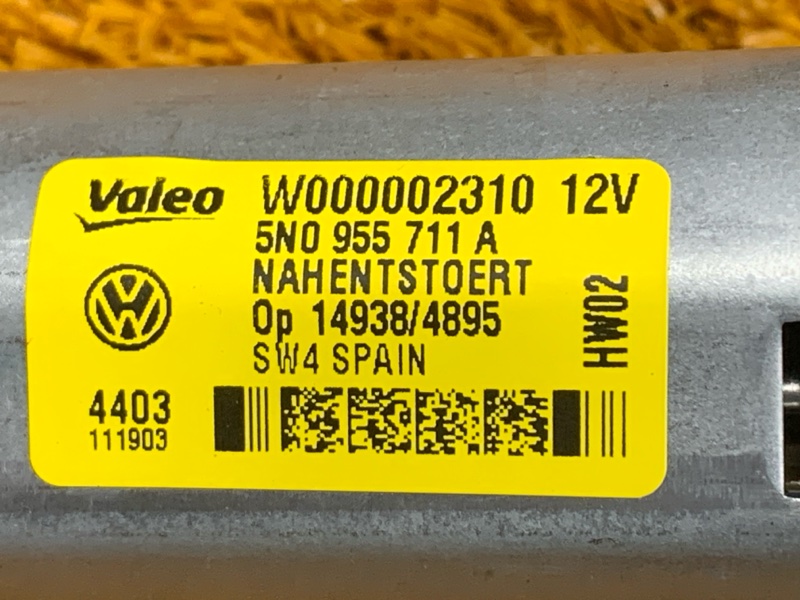 Valeo W000002310 12V
5N0 955 711 A
NAHENTSTOERT
Op 14938/4895
SW4 SPAIN
HW02
4403
111903